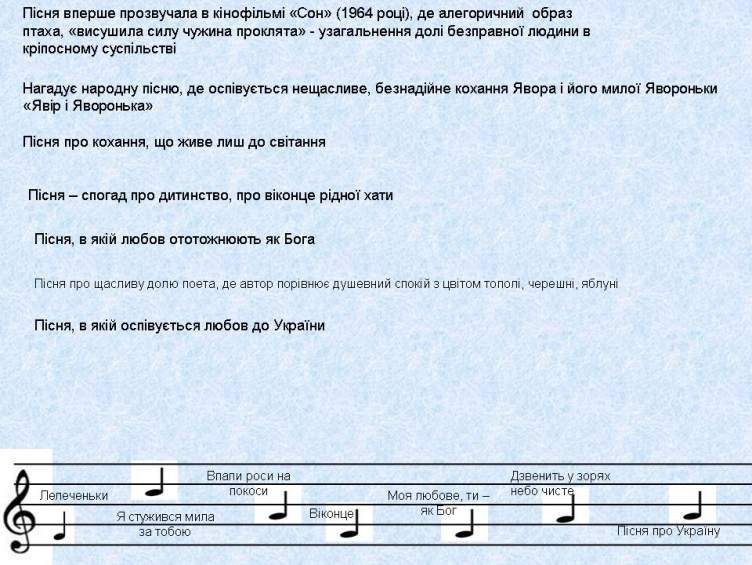 Пісня вперше прозвучала в кінофільмі «Сон» (1964 році), де алегоричний образ
птаха, «висушила силу чужина проклята» - узагальнення долі безправної людини в
кріпосному суспільстві
Нагадує народну пісню, де оспівується нещасливе, безнадійне кохання Явора і його милої Явороньки
«Явір і Яворонька»
Пісня про кохання, що живе лиш до світання
Пісня – спогад про дитинство, про віконце рідної хати
Пісня, в якій любов ототожнюють як Бога
Пісня про щасливу долю поета, де автор порівнює душевний спокій з цвітом тополі, черешні, яблуні
Пісня, в якій оспівується любов до України
Лелеченьки
Я стужився мила
за тобою
Впали роси на
покоси
Віконце
Моя любове, ти –
як Бог
Дзвенить у зорях
небо чисте
Пісня про Україну